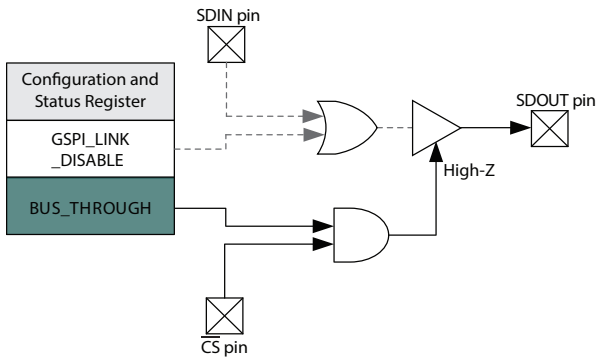 SDIN pin
Configuration and
Status Register
GSPI_LINK
_DISABLE
BUS_THROUGH
SDOUT pin
High-Z
CS pin